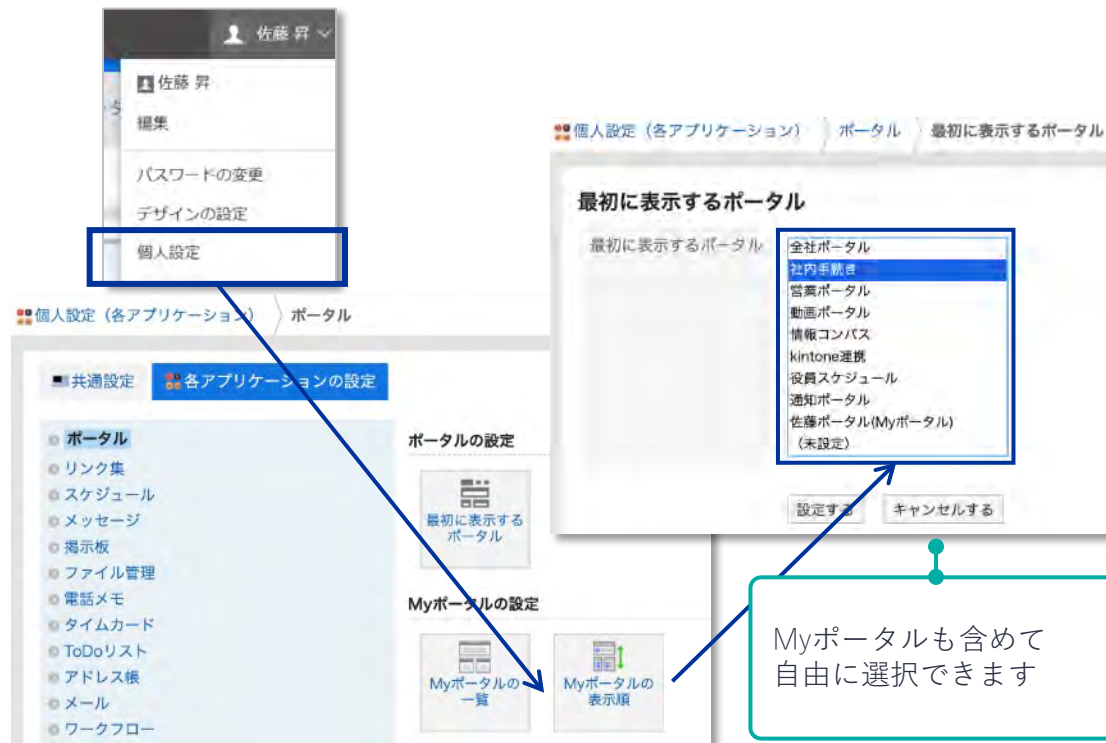 佐藤 昇
佐藤 昇
編集
パスワードの変更
デザインの設定
個人設定
個人設定（各アプリケーション）
ポータル
共通設定
各アプリケーションの設定
ポータル
リンク集
スケジュール
メッセージ
掲示板
ファイル管理
電話メモ
タイムカード
ToDoリスト
アドレス帳
メール
ワークフロー
ポータルの設定
最初に表示する
ポータル
Myポータルの設定
Myポータルの
一覧
Myポータルの
表示順
個人設定（各アプリケーション） ポータル 最初に表示するポータル
最初に表示するポータル
最初に表示するポータル
全社ポータル
社内手続き
営業ポータル
動画ポータル
情報コンパス
kintone連携
役員スケジュール
通知ポータル
佐藤ポータル(Myポータル)
（未設定）
設定する キャンセルする
Myポータルも含めて
自由に選択できます